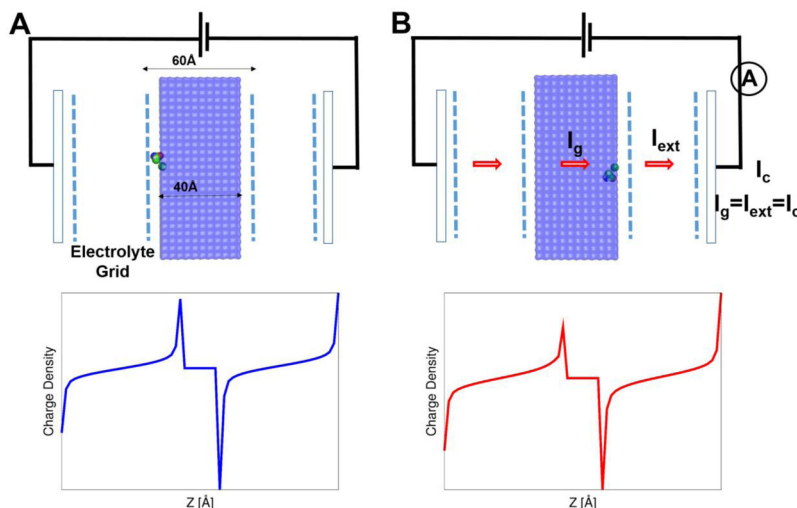 A
60Å
40Å
Electrolyte
Grid
Charge Density
Z [Å]
B
A
Ig
Iext
Ic
Ig=Iext=Ic
Charge Density
Z [Å]